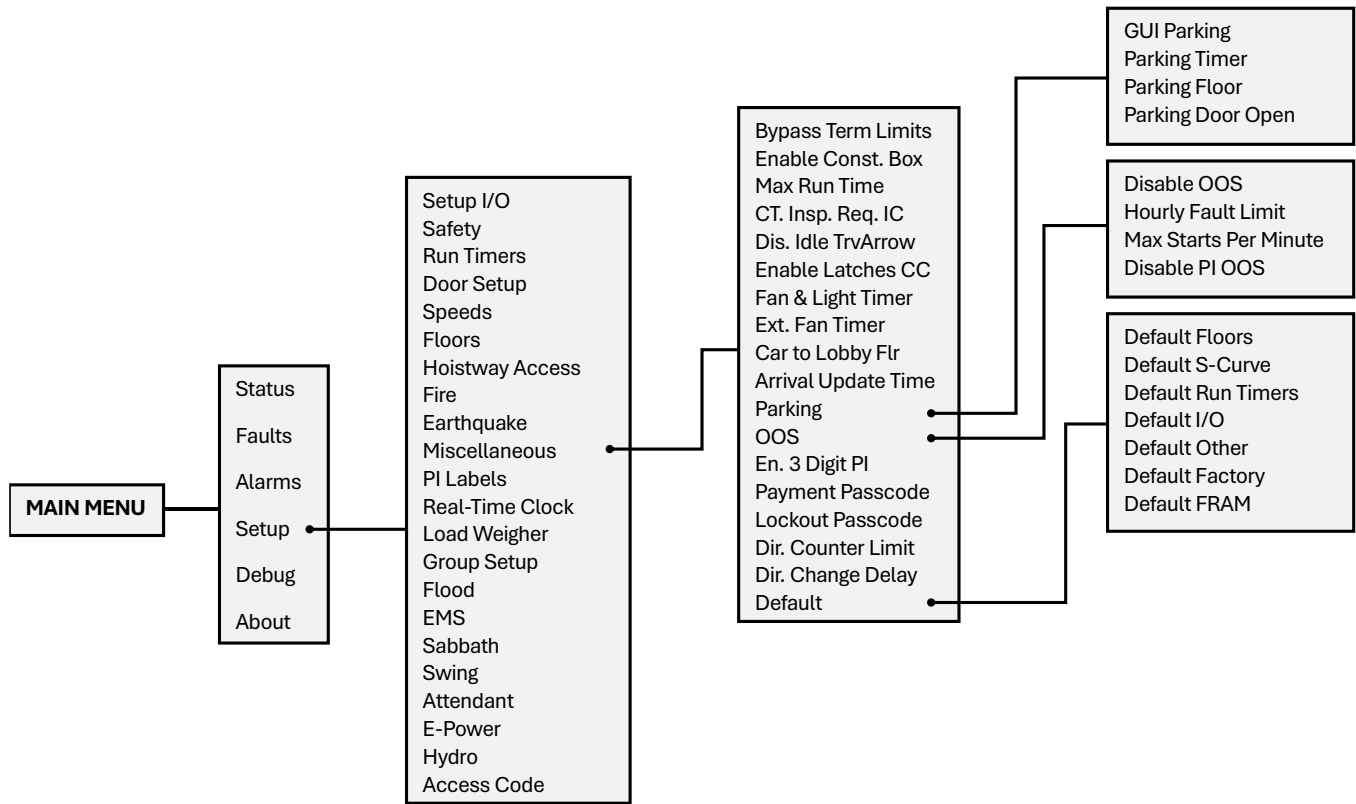 MAIN MENU
Status
Faults
Alarms
Setup
Debug
About
Setup I/O
Safety
Run Timers
Door Setup
Speeds
Floors
Hoistway Access
Fire
Earthquake
Miscellaneous
PI Labels
Real-Time Clock
Load Weigher
Group Setup
Flood
EMS
Sabbath
Swing
Attendant
E-Power
Hydro
Access Code
Bypass Term Limits
Enable Const. Box
Max Run Time
CT. Insp. Req. IC
Dis. Idle TrvArrow
Enable Latches CC
Fan & Light Timer
Ext. Fan Timer
Car to Lobby Flr
Arrival Update Time
Parking
OOS
En. 3 Digit PI
Payment Passcode
Lockout Passcode
Dir. Counter Limit
Dir. Change Delay
Default
GUI Parking
Parking Timer
Parking Floor
Parking Door Open
Disable OOS
Hourly Fault Limit
Max Starts Per Minute
Disable PI OOS
Default Floors
Default S-Curve
Default Run Timers
Default I/O
Default Other
Default Factory
Default FRAM